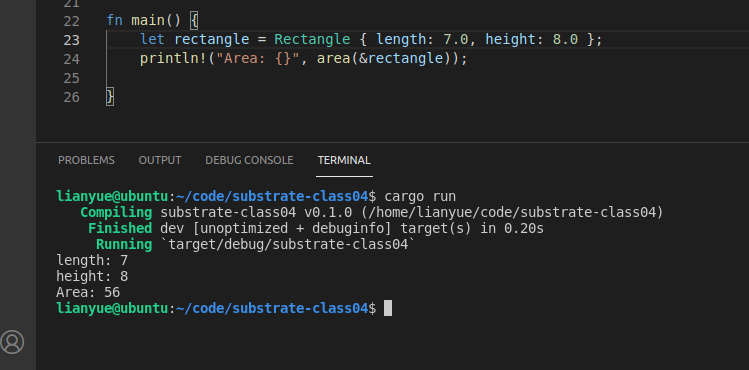 21
22 fn main() {
23 let rectangle = Rectangle { length: 7.0, height: 8.0 };
24 println!("Area: {}", area(&rectangle));
25
26 }
PROBLEMS OUTPUT DEBUG CONSOLE TERMINAL
lianyue@ubuntu:~/code/substrate-class04$ cargo run
Compiling substrate-class04 v0.1.0 (/home/lianyue/code/substrate-class04)
Finished dev [unoptimized + debuginfo] target(s) in 0.20s
Running `target/debug/substrate-class04`
length: 7
height: 8
Area: 56
lianyue@ubuntu:~/code/substrate-class04$